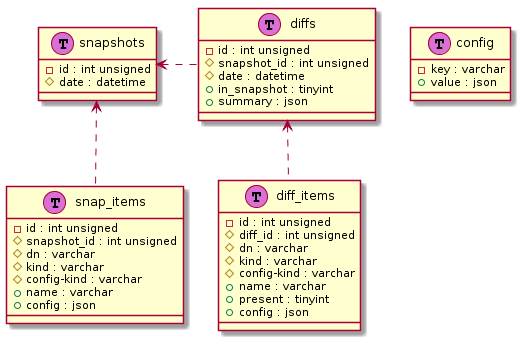 T snapshots
id : int unsigned
date : datetime
T diffs
id : int unsigned
snapshot_id : int unsigned
date : datetime
in_snapshot : tinyint
summary : json
T config
key : varchar
value : json
T snap_items
id : int unsigned
snapshot_id : int unsigned
dn : varchar
kind : varchar
config-kind : varchar
name : varchar
config : json
T diff_items
id : int unsigned
diff_id : int unsigned
dn : varchar
kind : varchar
config-kind : varchar
name : varchar
present : tinyint
config : json